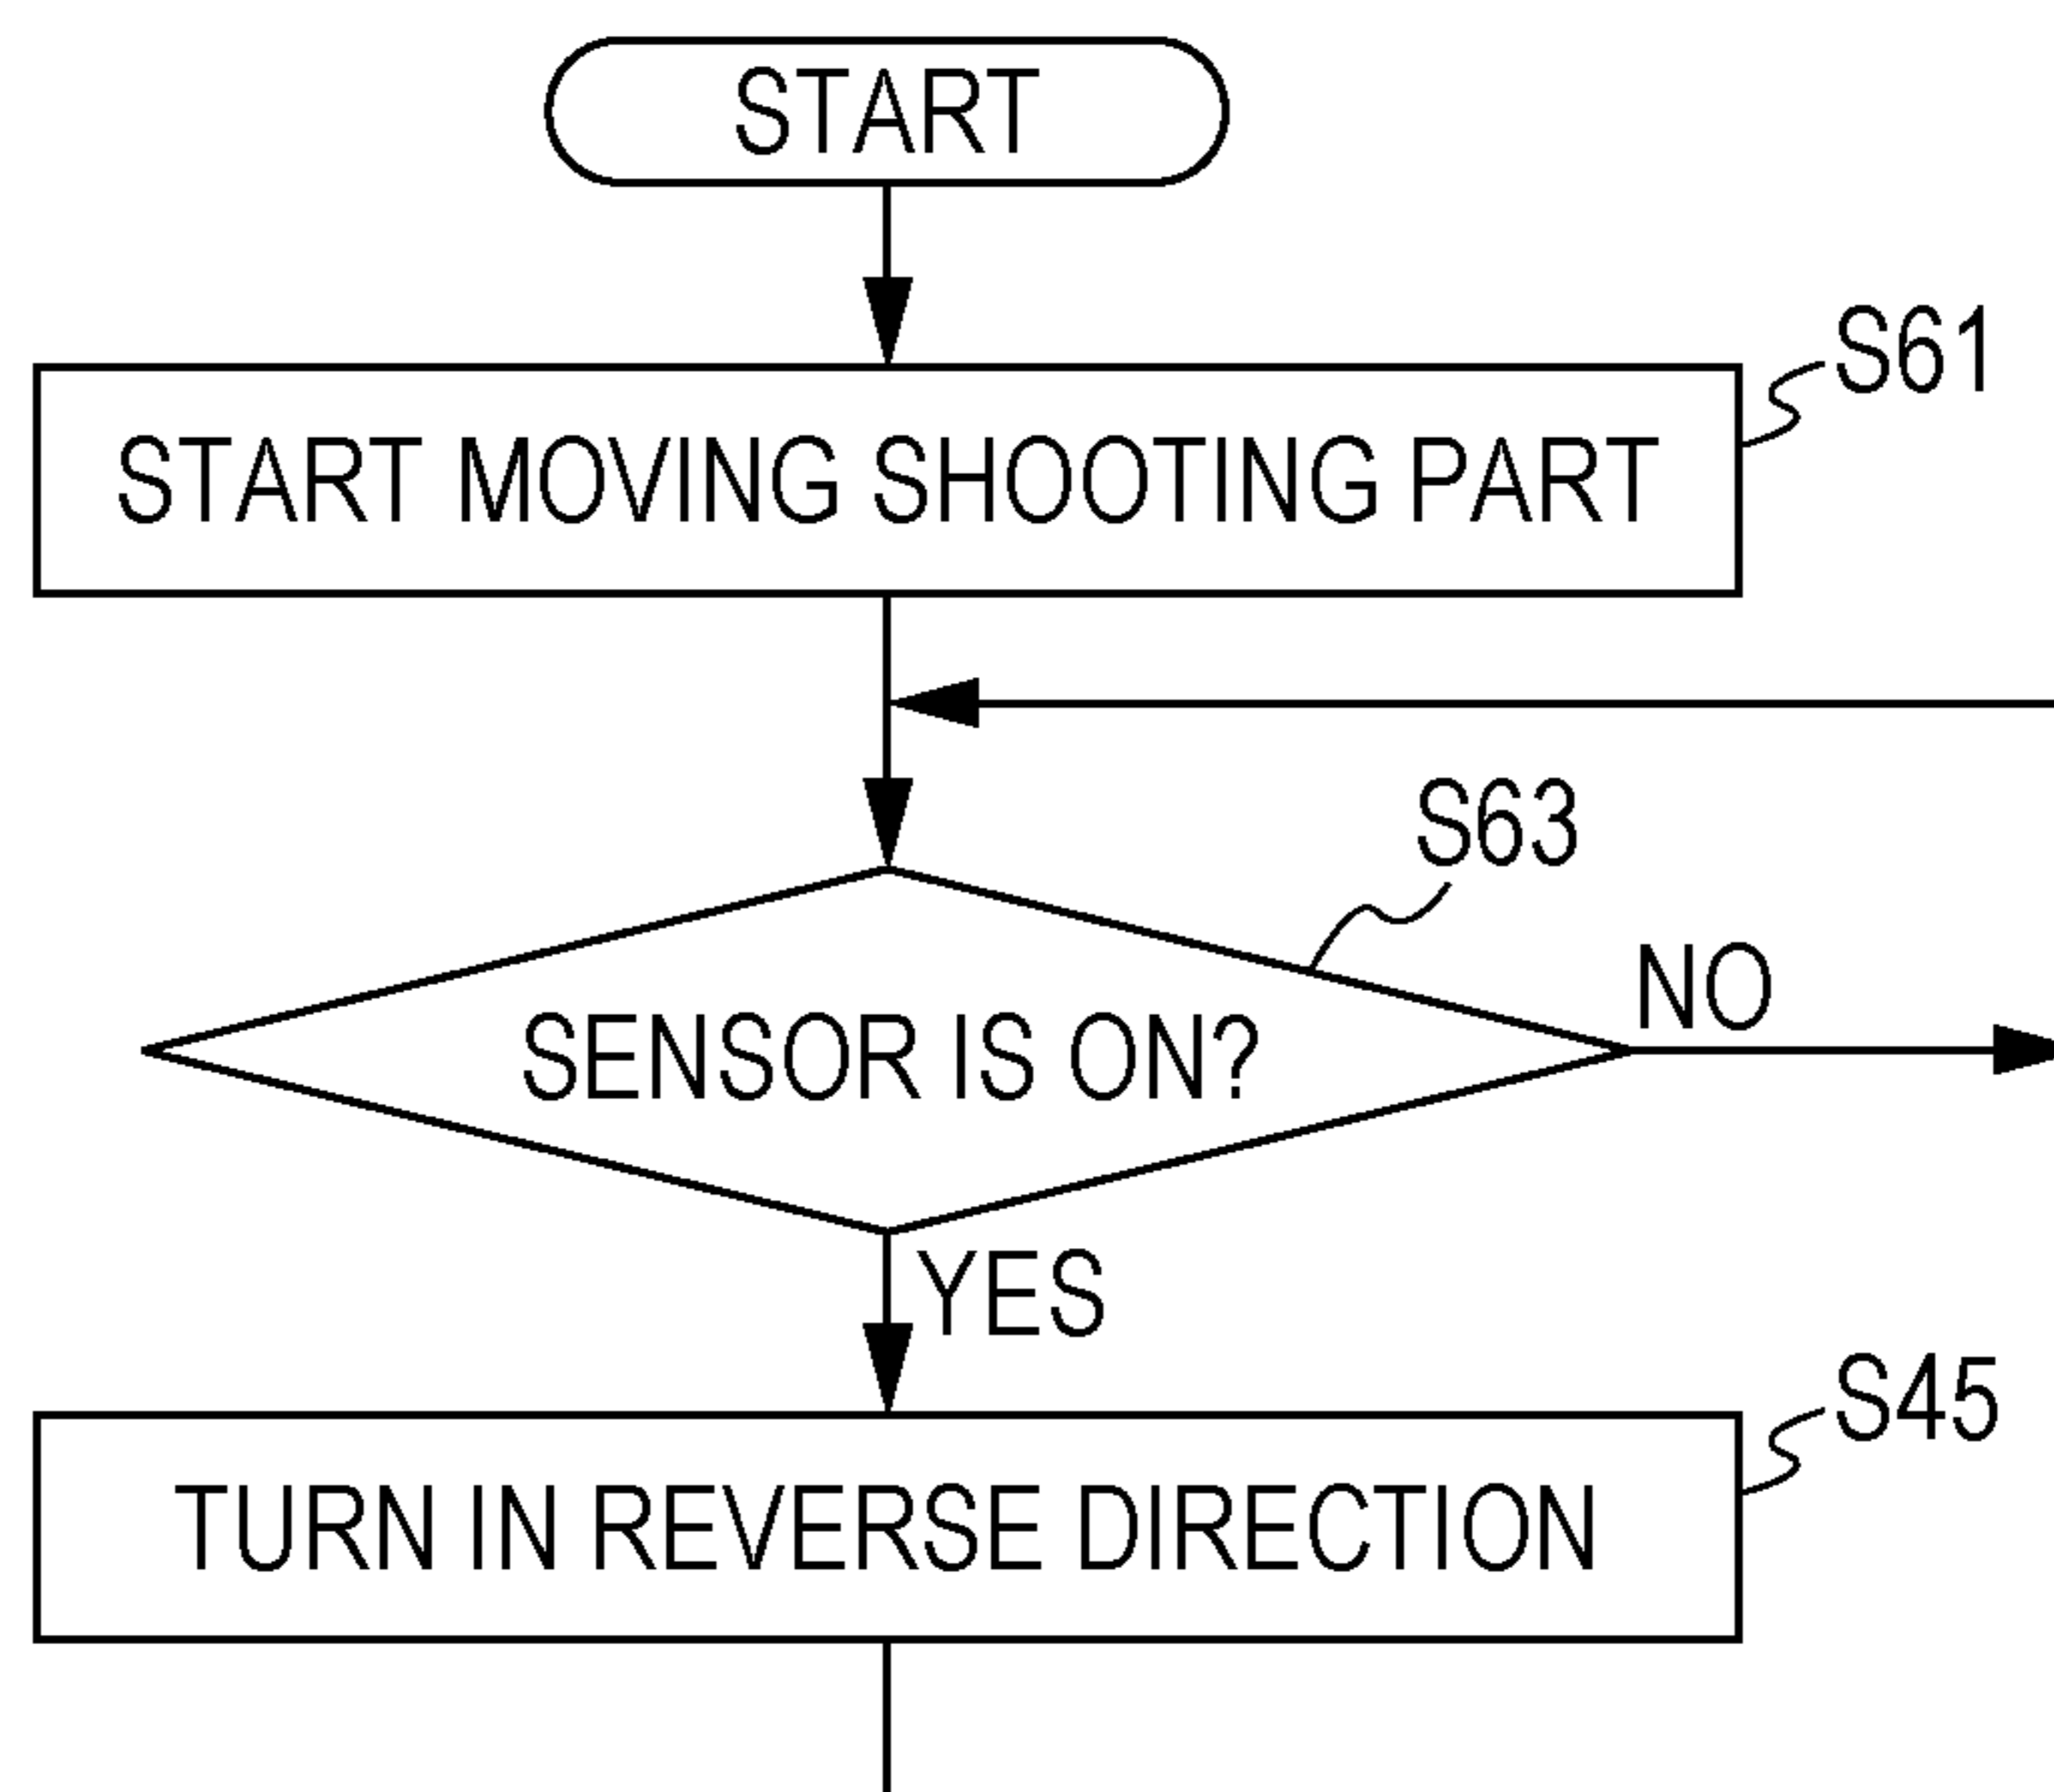 START
S61
START MOVING SHOOTING PART
S63
NO
SENSOR IS ON?
YES
S45
TURN IN REVERSE DIRECTION